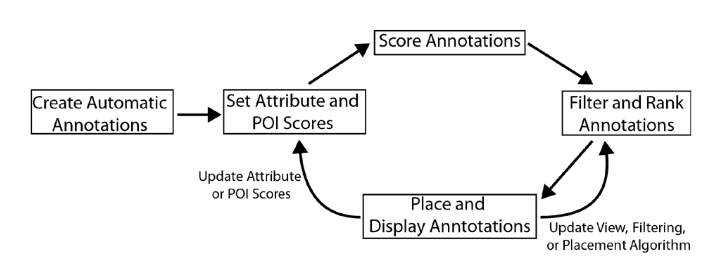 Score Annotations
Create Automatic
Annotations
Set Attribute and
POI Scores
Filter and Rank
Annotations
Update Attribute
or POI Scores
Place and
Display Anntotations
Update View, Filtering,
or Placement Algorithm